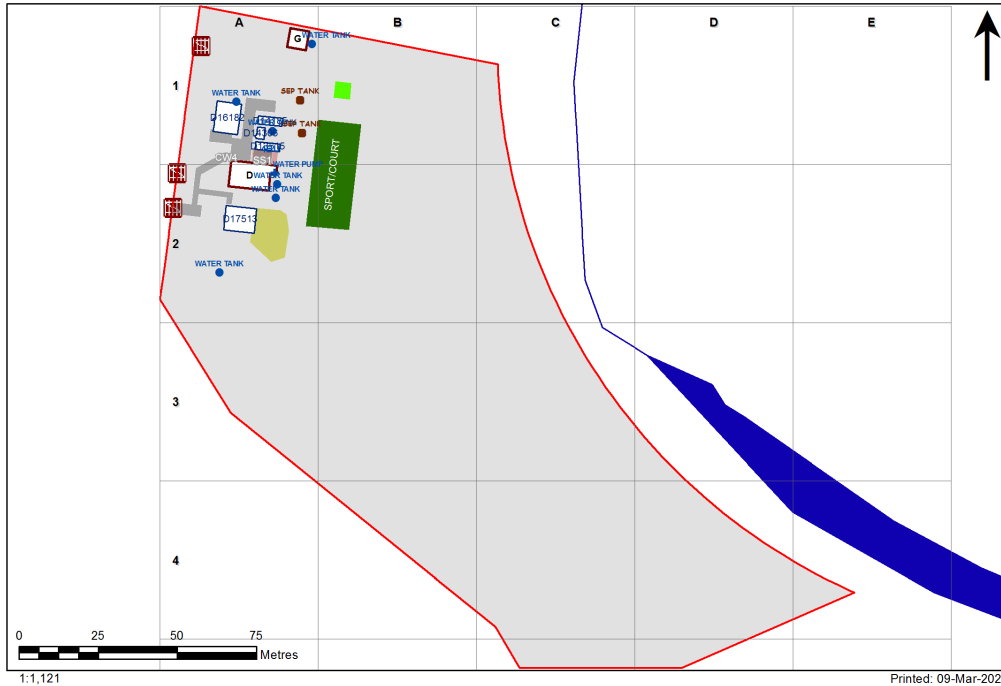 A B C D E
G
WATER TANK
1
WATER TANK
SEP TANK
D16182
SEP TANK
CW4
SS1
WATER PUMP
D
WATER TANK
WATER TANK
SPORT/COURT
D17513
2
WATER TANK
3
4
0 25 50 75
Metres
1:1,121
Printed: 09-Mar-202